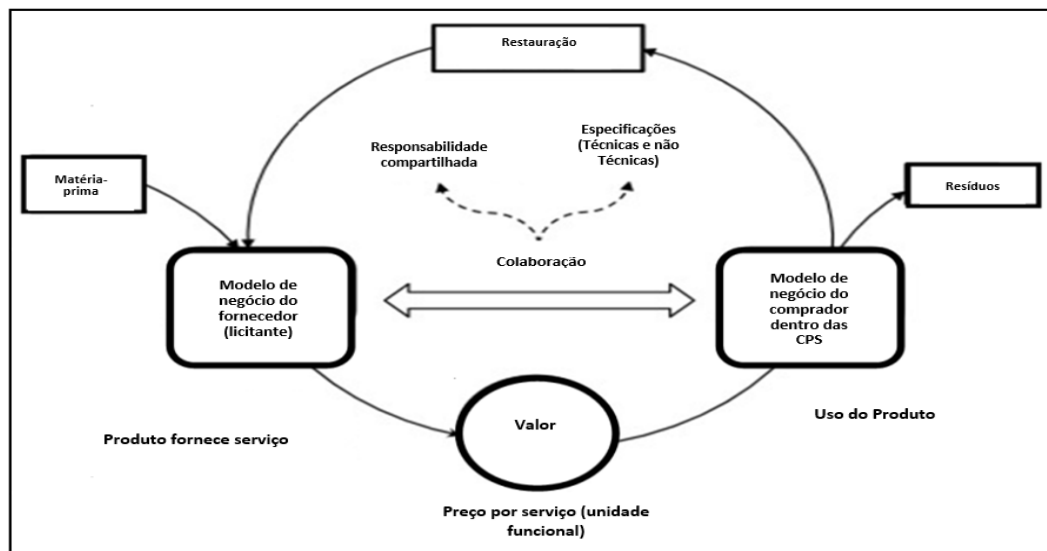 Restauração
Responsabilidade
compartilhada
Especificações
(Técnicas e não
Técnicas)
Matéria-
prima
Resíduos
Colaboração
Modelo de
negócio do
fornecedor
(licitante)
Modelo de
negócio do
comprador
dentro das
CPS
Produto fornece serviço
Valor
Uso do Produto
Preço por serviço (unidade
funcional)